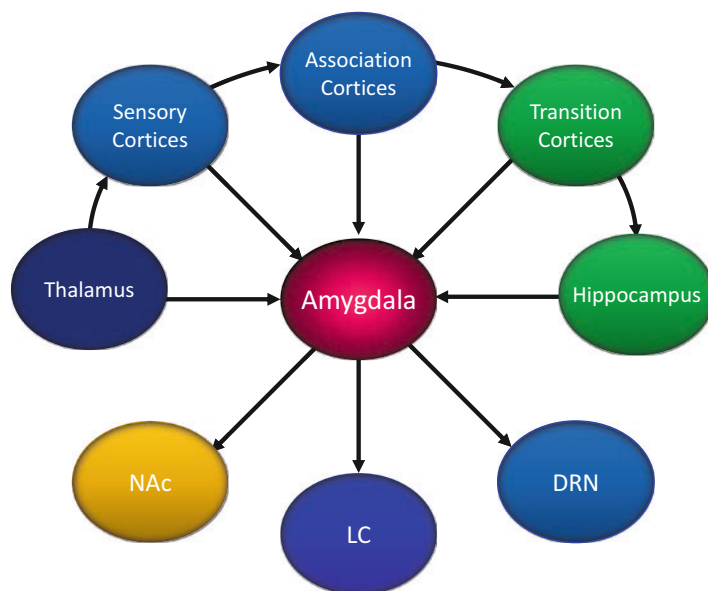 Association
Cortices
Sensory
Cortices
Transition
Cortices
Thalamus
Amygdala
Hippocampus
NAc
LC
DRN